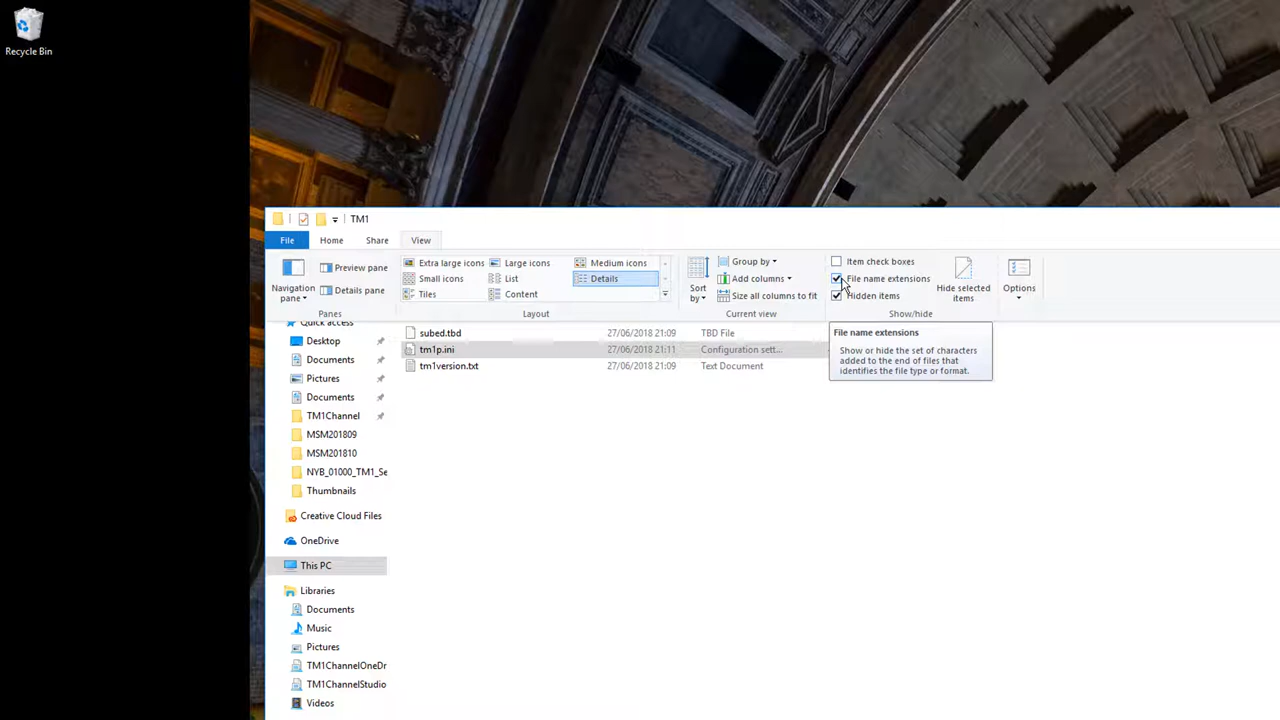 Recycle Bin
TM1
File Home Share View
Navigation pane
Preview pane
Details pane
Panes
Extra large icons Large icons Medium icons
Small icons List Details
Tiles Content
Layout
Sort by
Group by
Add columns
Size all columns to fit
Current view
Item check boxes
File name extensions
Hidden items
Hide selected items
Show/hide
Options
Quick access
Desktop
Documents
Pictures
Documents
TM1Channel
MSM201809
MSM201810
NYB_01000_TM1_Se
Thumbnails
Creative Cloud Files
OneDrive
This PC
Libraries
Documents
Music
Pictures
TM1ChannelOneDr
TM1ChannelStudio
Videos
subed.tbd 27/06/2018 21:09 TBD File
tm1p.ini 27/06/2018 21:11 Configuration sett...
tm1version.txt 27/06/2018 21:09 Text Document
File name extensions
Show or hide the set of characters
added to the end of files that
identifies the file type or format.